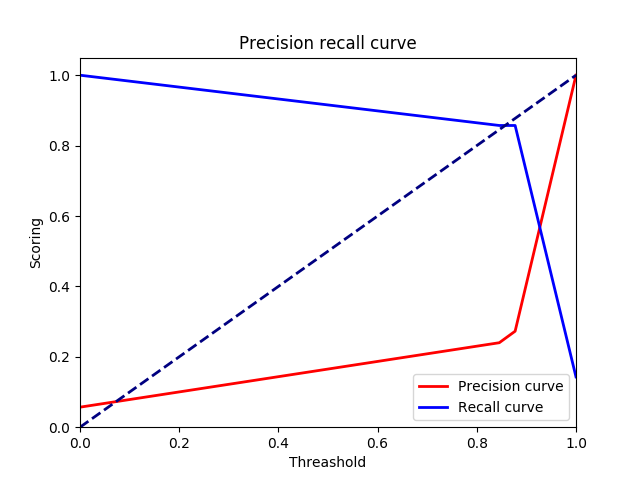 Precision recall curve
1.0
0.8
0.6
0.4
0.2
0.0
Scoring
0.0 0.2 0.4 0.6 0.8 1.0
Threashold
Precision curve
Recall curve